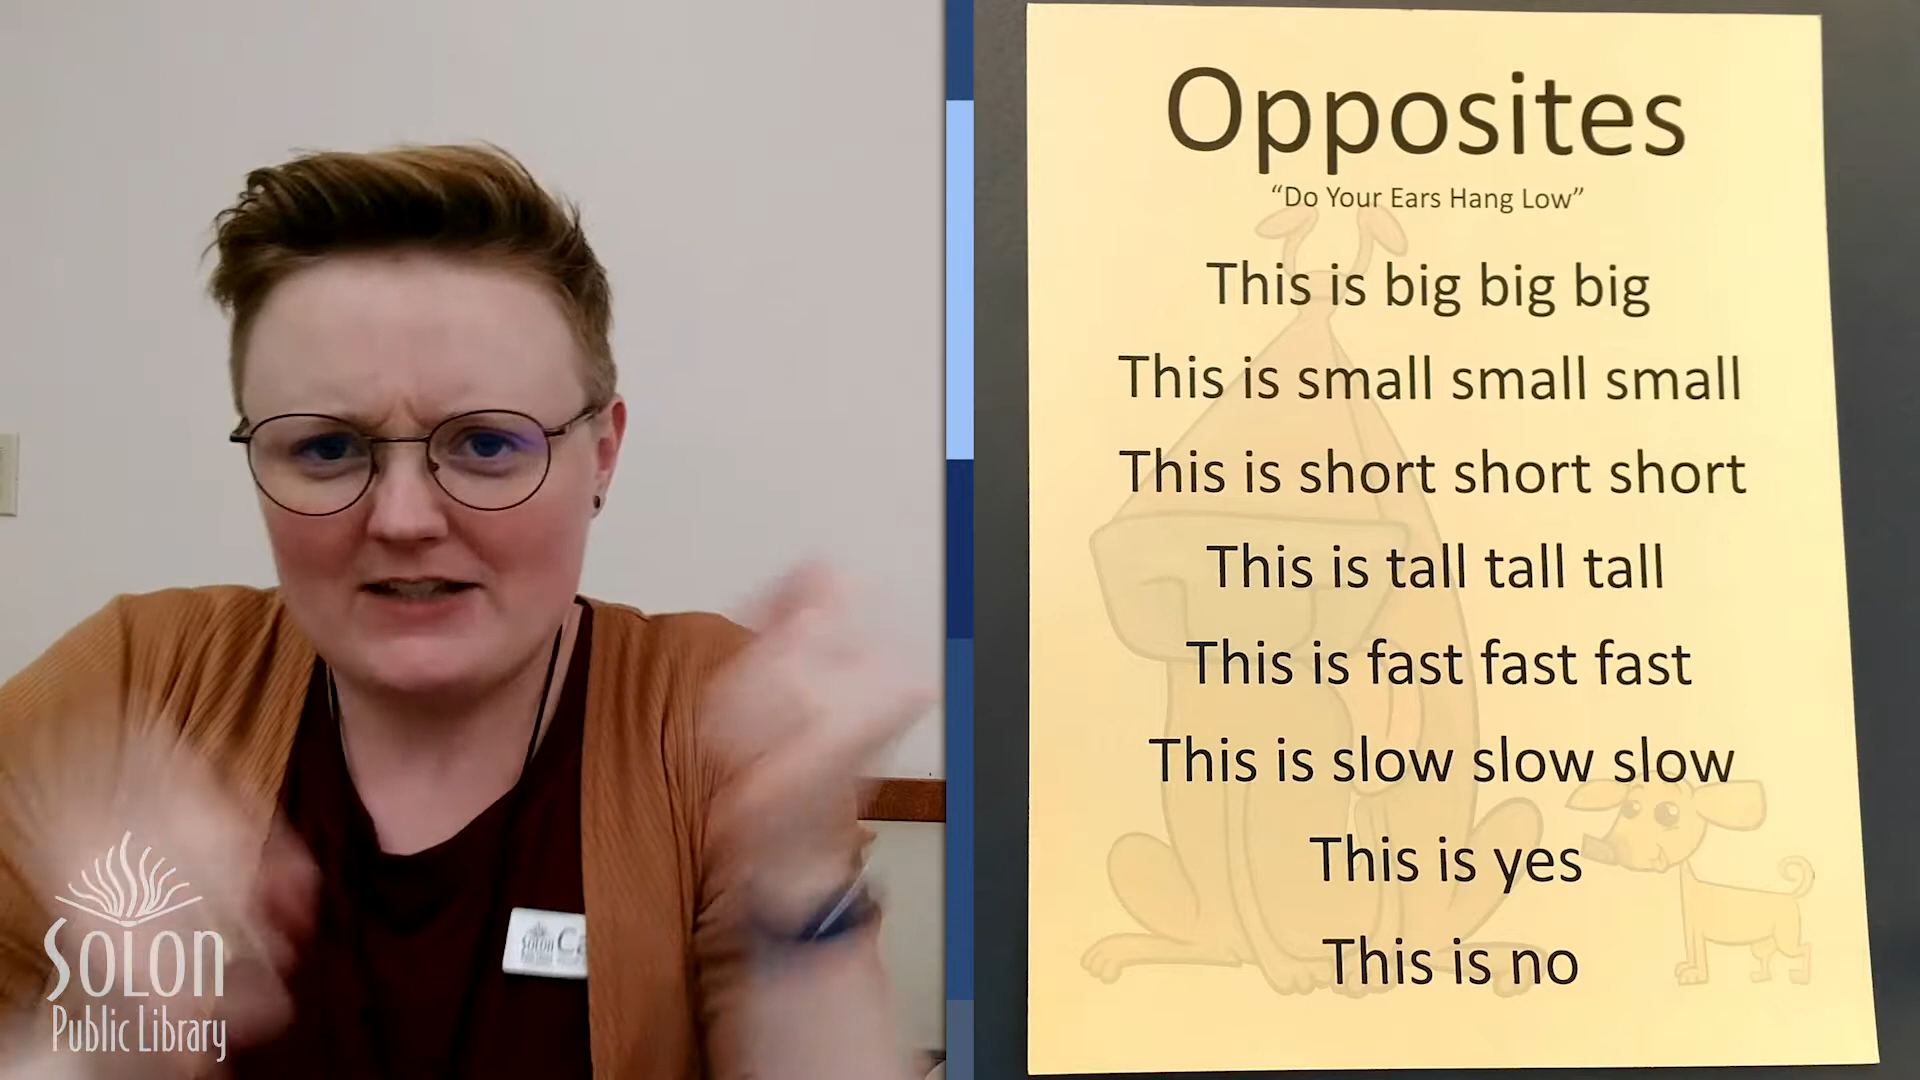 Opposites
“Do Your Ears Hang Low”
This is big big big
This is small small small
This is short short short
This is tall tall tall
This is fast fast fast
This is slow slow slow
This is yes
This is no
Solon
Public Library
Solon